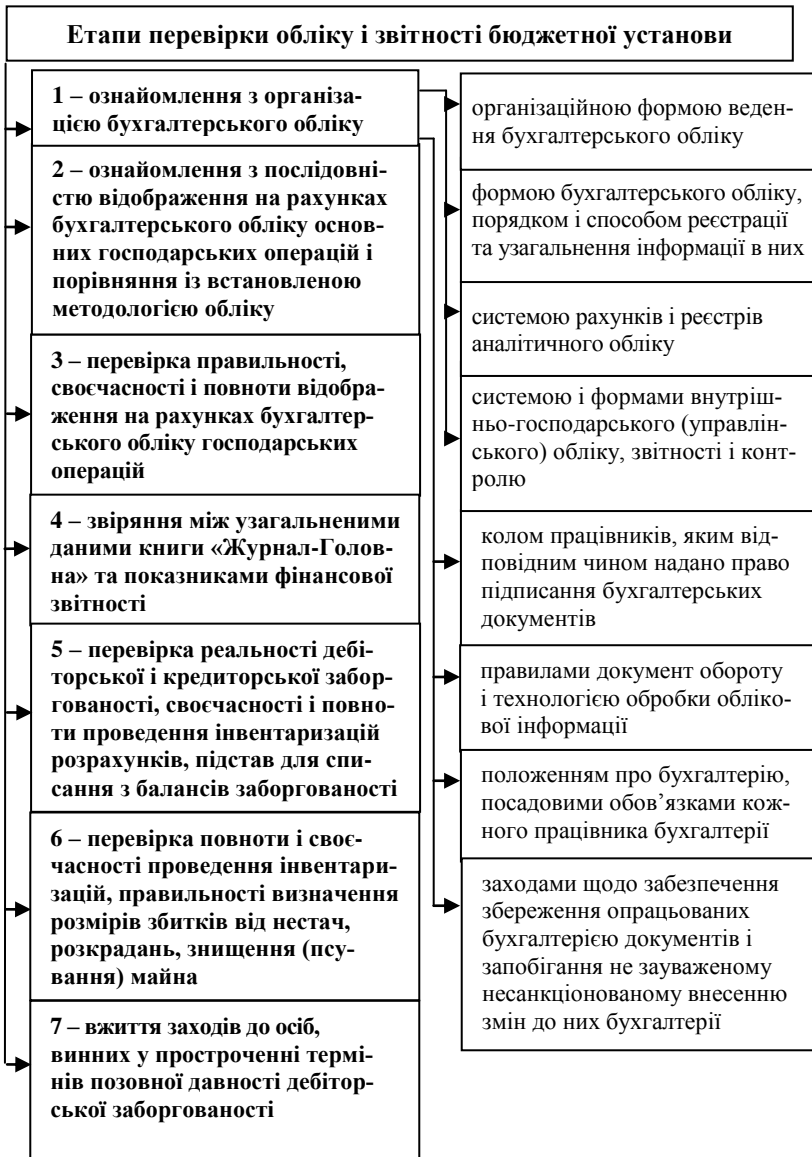 Етапи перевірки обліку і звітності бюджетної установи
1 – ознайомлення з організа-
цією бухгалтерського обліку
2 – ознайомлення з послідов-
ністю відображення на рахунках
бухгалтерського обліку основ-
них господарських операцій і
порівняння із встановленою
методологією обліку
3 – перевірка правильності,
своєчасності і повноти відобра-
ження на рахунках бухгалтер-
ського обліку господарських
операцій
4 – звіряння між узагальненими
даними книги «Журнал-Голов-
на» та показниками фінансової
звітності
5 – перевірка реальності дебі-
торської і кредиторської забор-
гованості, своєчасності і повно-
ти проведення інвентаризацій
розрахунків, підстав для спи-
сання з балансів заборгованості
6 – перевірка повноти і своє-
часності проведення інвентари-
зацій, правильності визначення
розмірів збитків від нестач,
розкрадань, знищення (псу-
вання) майна
7 – вжиття заходів до осіб,
винних у простроченні термі-
нів позовної давності дебітор-
ської заборгованості
організаційною формою веден-
ня бухгалтерського обліку
формою бухгалтерського обліку,
порядком і способом реєстрації
та узагальнення інформації в них
системою рахунків і реєстрів
аналітичного обліку
системою і формами внутріш-
ньо-господарського (управлін-
ського) обліку, звітності і конт-
ролю
колом працівників, яким від-
повідним чином надано право
підписання бухгалтерських
документів
правилами документ обороту
і технологією обробки обліко-
вої інформації
положенням про бухгалтерію,
посадовими обов’язками кож-
ного працівника бухгалтерії
заходами щодо забезпечення
збереження опрацьованих
бухгалтерією документів і
запобігання не зауваженому
несанкціонованому внесенню
змін до них бухгалтерії